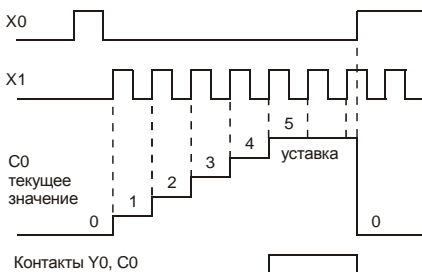 X0
X1
5
4
уставка
3
C0
текущее
значение
2
1
0
0
Контакты Y0, C0